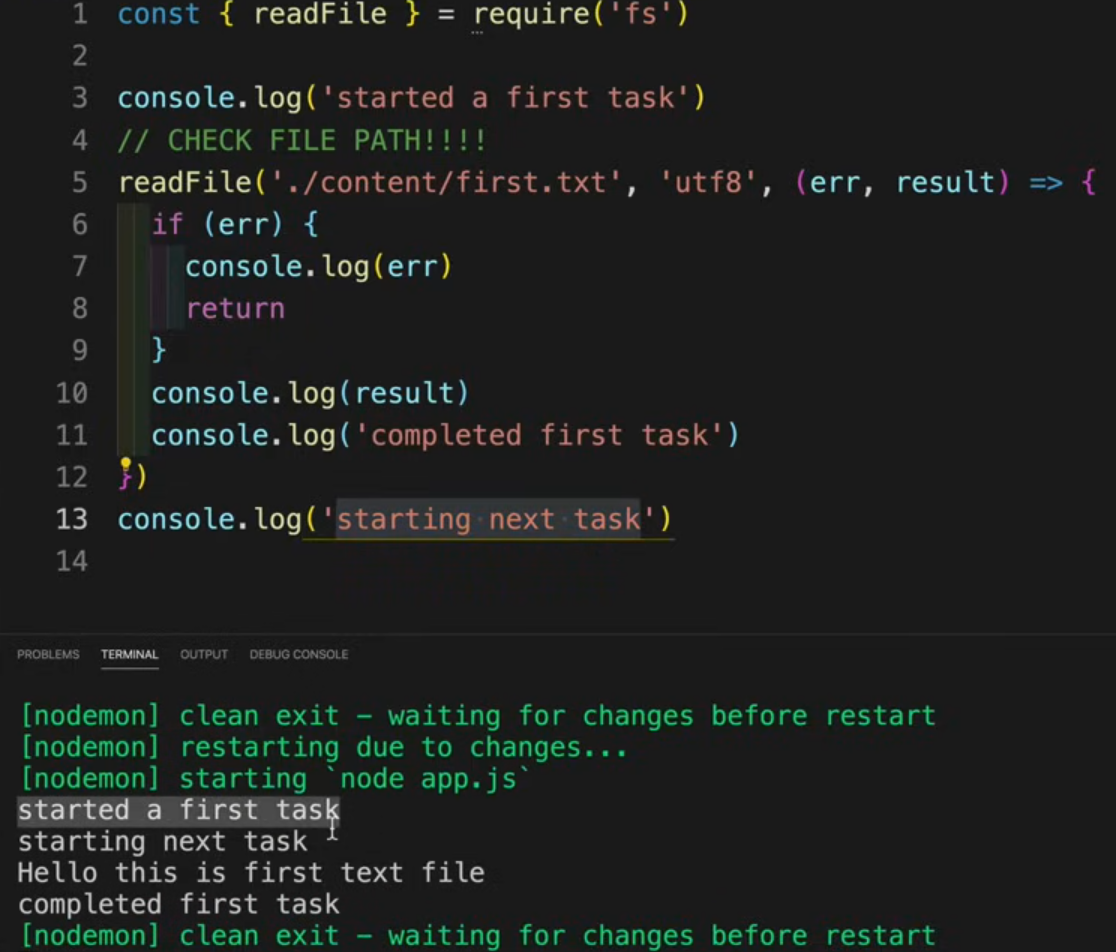 1 const { readFile } = require('fs')
2
3 console.log('started a first task')
4 // CHECK FILE PATH!!!!
5 readFile('./content/first.txt', 'utf8', (err, result) => {
6   if (err) {
7     console.log(err)
8     return
9   }
10   console.log(result)
11   console.log('completed first task')
12 })
13 console.log('starting next task')
14
PROBLEMS TERMINAL OUTPUT DEBUG CONSOLE
[nodemon] clean exit – waiting for changes before restart
[nodemon] restarting due to changes...
[nodemon] starting `node app.js`
started a first task
starting next task
Hello this is first text file
completed first task
[nodemon] clean exit – waiting for changes before restart